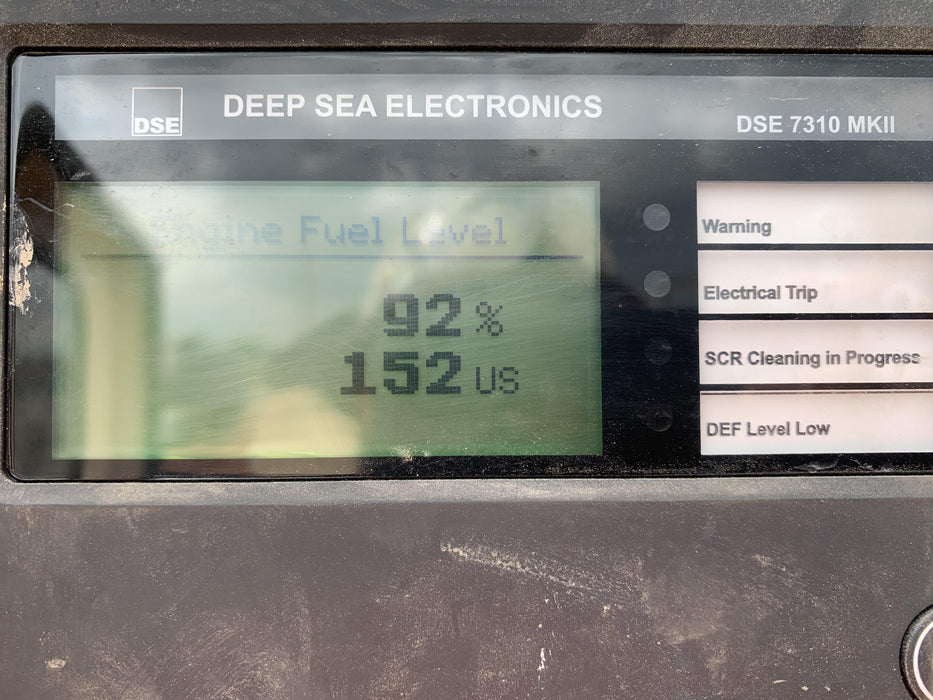 DSE
DEEP SEA ELECTRONICS
DSE 7310 MKII
Engine Fuel Level
92 %
152 US
Warning
Electrical Trip
SCR Cleaning in Progress
DEF Level Low